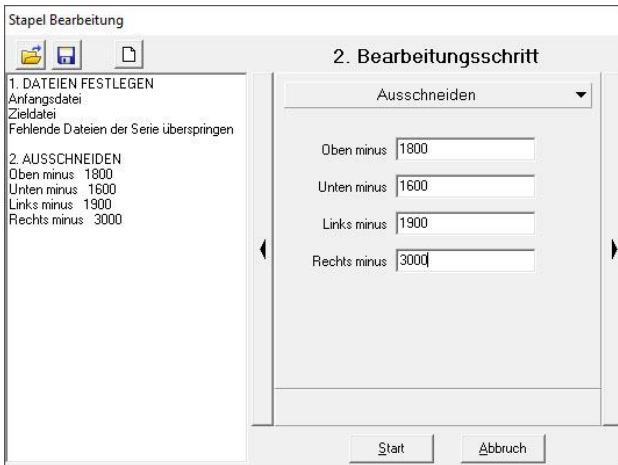 Stapel Bearbeitung
1. DATEIEN FESTLEGEN
Anfangsdatei
Zieldatei
Fehlende Dateien der Serie überspringen
2. AUSSCHNEIDEN
Oben minus 1800
Unten minus 1600
Links minus 1900
Rechts minus 3000
2. Bearbeitungsschritt
Ausschneiden
Oben minus 1800
Unten minus 1600
Links minus 1900
Rechts minus 3000
Start Abbruch